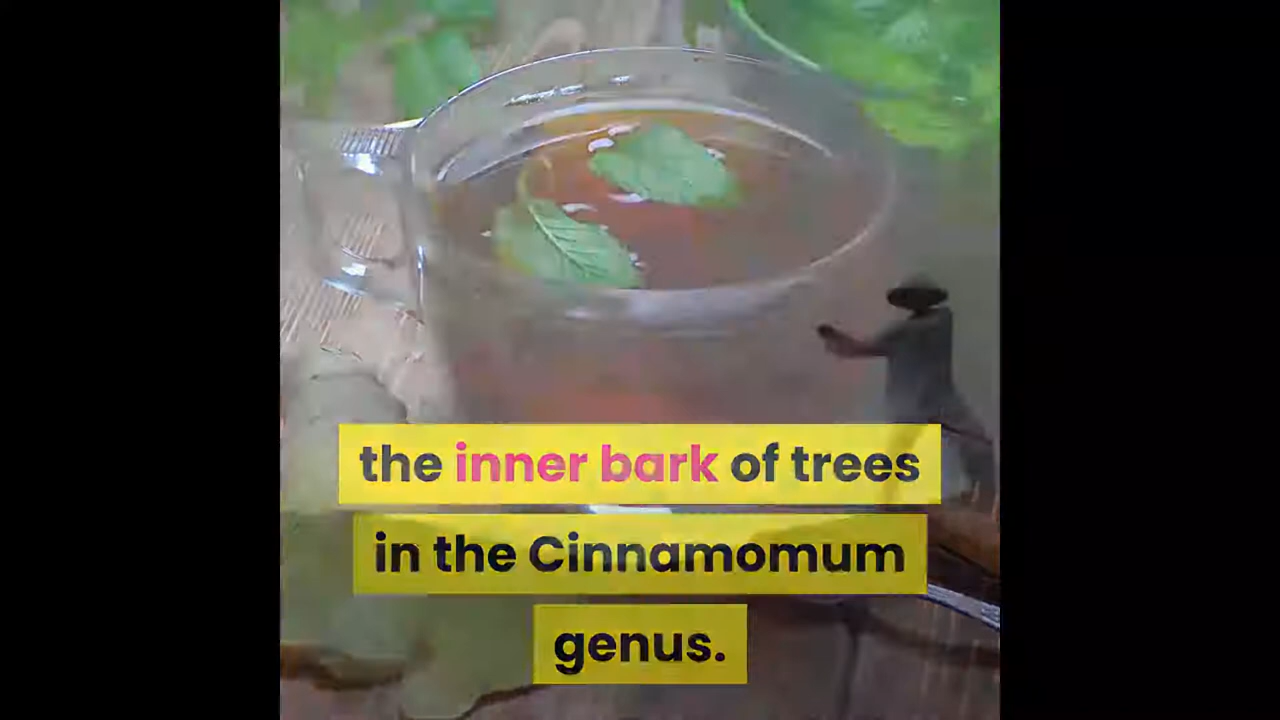 the inner bark of trees
in the Cinnamomum
genus.